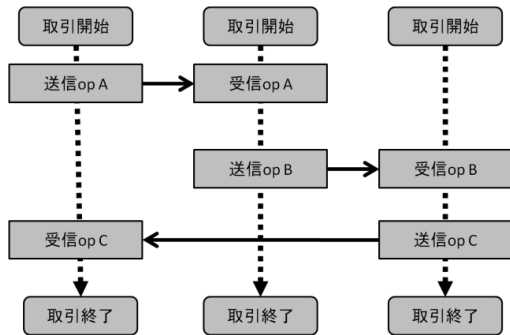 取引開始
取引開始
取引開始
送信op A
受信op A
送信op B
受信op B
受信op C
送信op C
取引終了
取引終了
取引終了